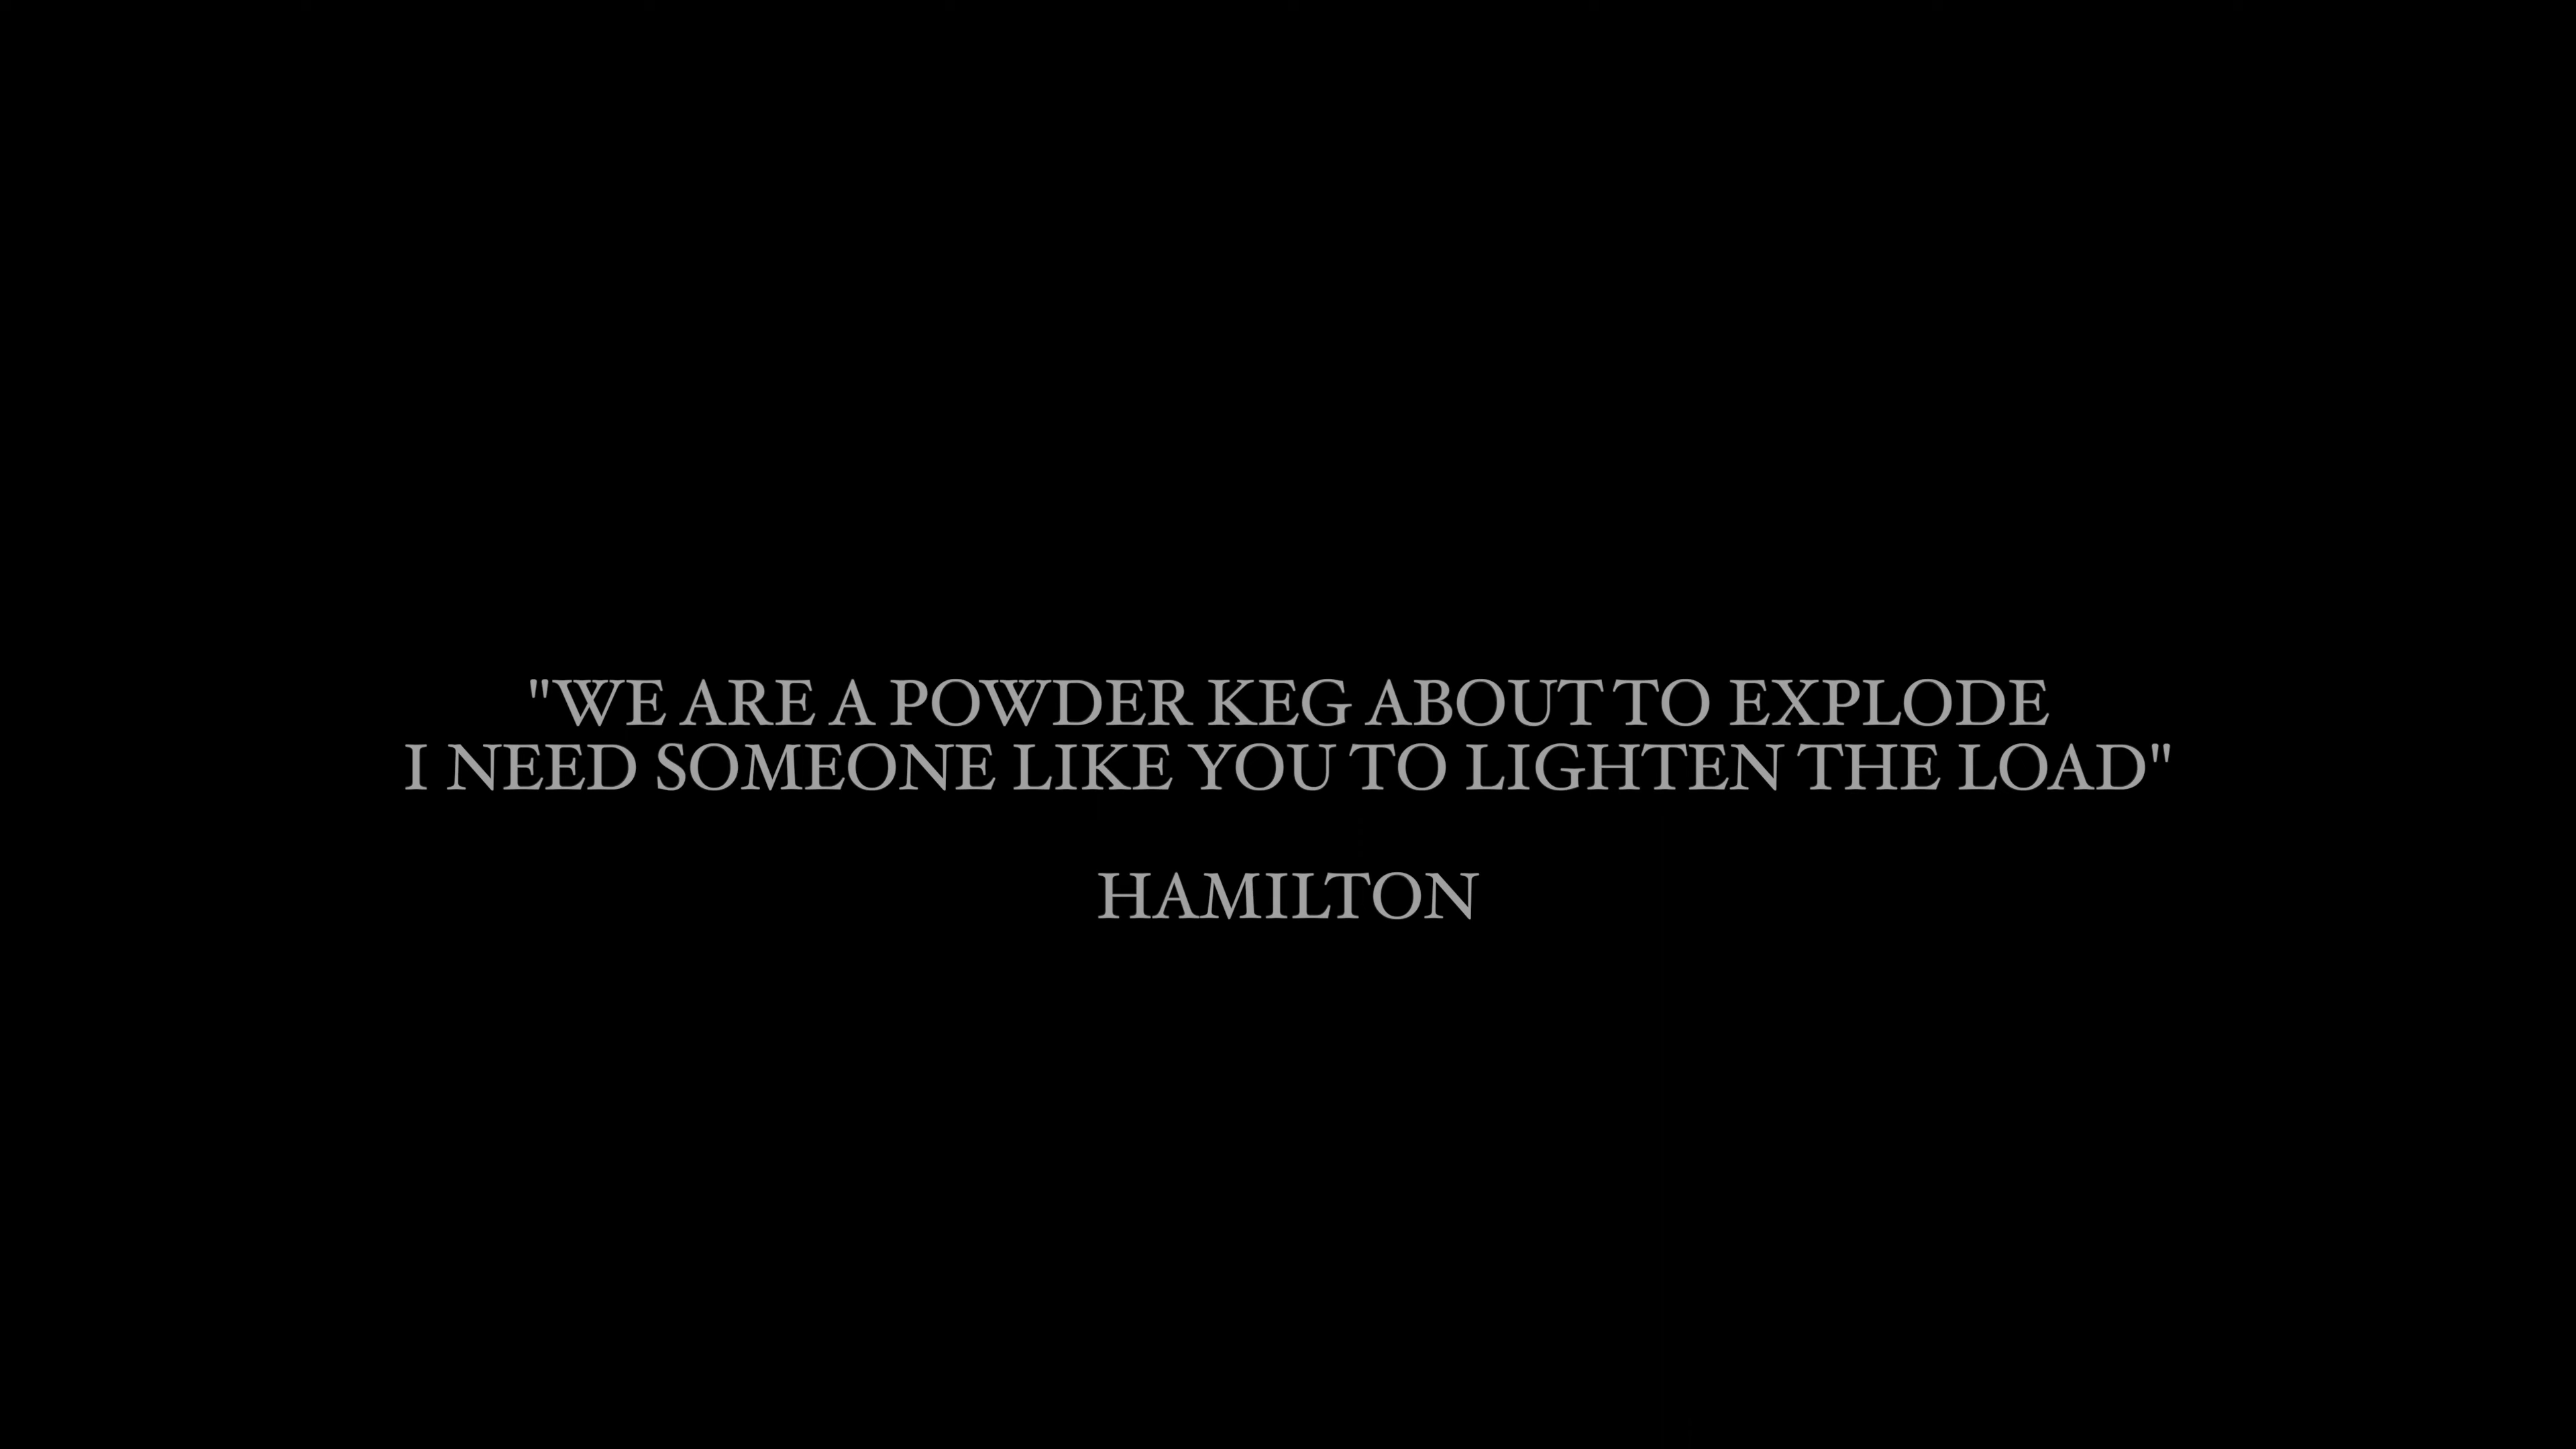 "WE ARE A POWDER KEG ABOUT TO EXPLODE
I NEED SOMEONE LIKE YOU TO LIGHTEN THE LOAD"
HAMILTON